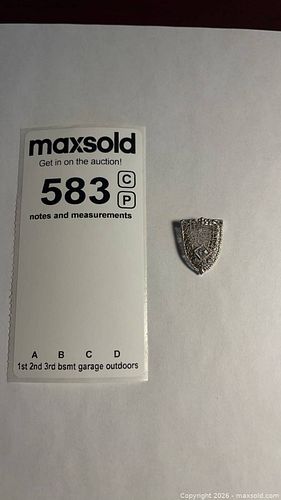 maxsold
Get in on the auction!
583 C
P
notes and measurements
A B C D
1st 2nd 3rd bsmt garage outdoors
Copyright 2026 - maxsold.com